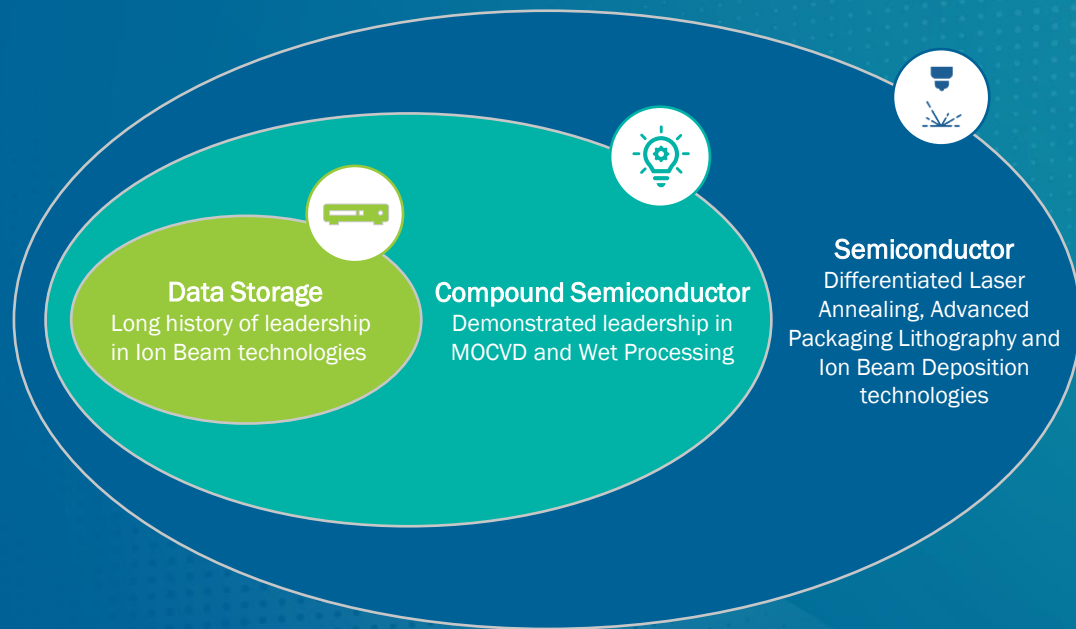 Data Storage
Long history of leadership
in Ion Beam technologies
Compound Semiconductor
Demonstrated leadership in
MOCVD and Wet Processing
Semiconductor
Differentiated Laser
Annealing, Advanced
Packaging Lithography and
Ion Beam Deposition
technologies